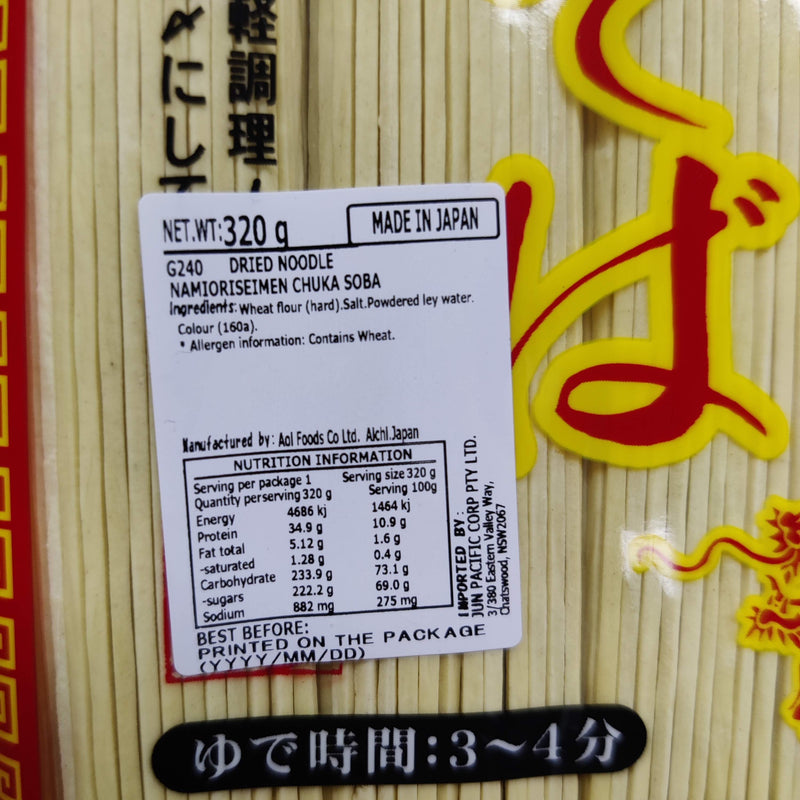 軽調理
〆にして
そば
NET.WT:320 g
MADE IN JAPAN
G240 DRIED NOODLE
NAMIORISEIMEN CHUKA SOBA
Ingredients: Wheat flour (hard).Salt.Powdered ley water.
Colour (160a).
* Allergen information: Contains Wheat.
Manufactured by: AoI Foods Co Ltd. Aichi.Japan
NUTRITION INFORMATION
Serving per package 1 Serving size 320 g
Quantity perserving 320 g Serving 100g
Energy 4686 kj 1464 kj
Protein 34.9 g 10.9 g
Fat total 5.12 g 1.6 g
-saturated 1.28 g 0.4 g
Carbohydrate 233.9 g 73.1 g
-sugars 222.2 g 69.0 g
Sodium 882 mg 275 mg
IMPORTED BY:
JUN PACIFIC CORP PTY LTD.
3/380 Eastern Valley Way,
Chatswood, NSW2067
BEST BEFORE:
PRINTED ON THE PACKAGE
(YYYY/MM/DD)
ゆで時間:3~4分